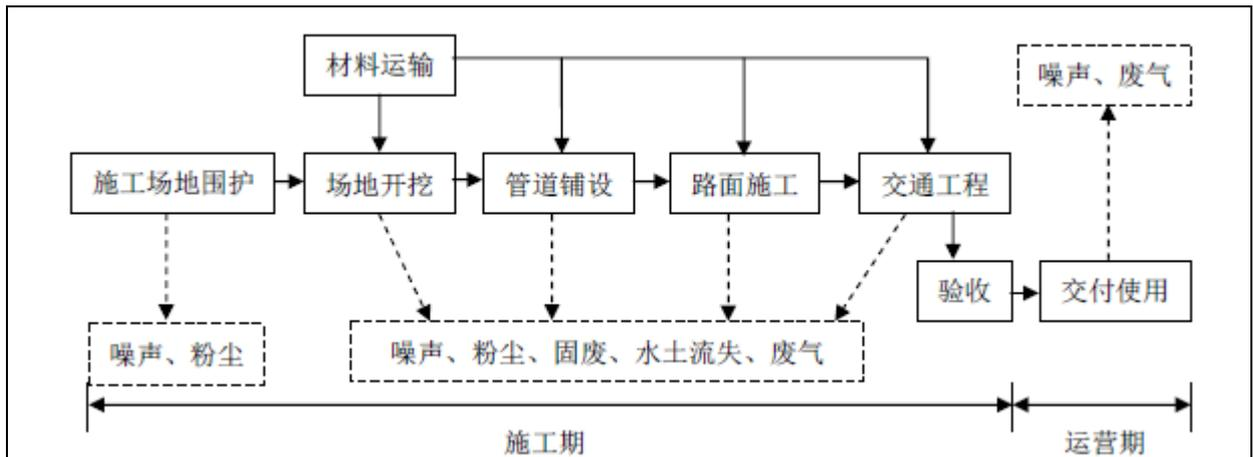 材料运输
噪声、废气
施工场地围护
场地开挖
管道铺设
路面施工
交通工程
验收
交付使用
噪声、粉尘
噪声、粉尘、固废、水土流失、废气
施工期
运营期